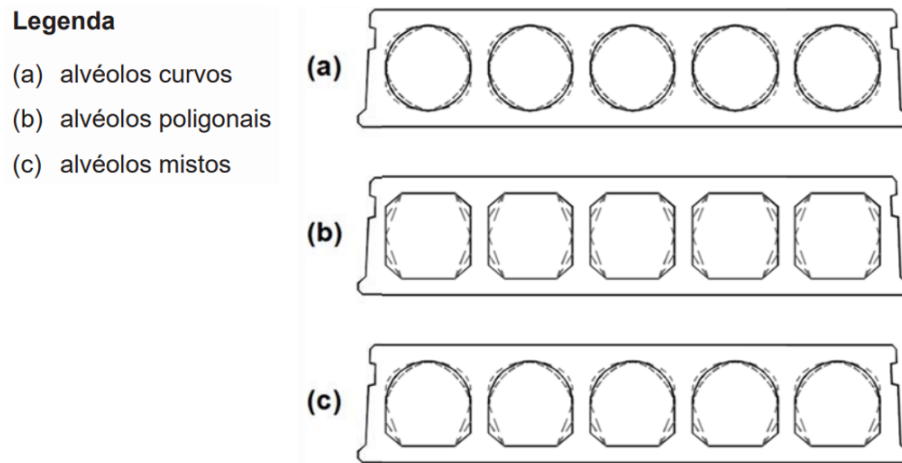 Legenda
(a) alvéolos curvos
(b) alvéolos poligonais
(c) alvéolos mistos
(a)
(b)
(c)